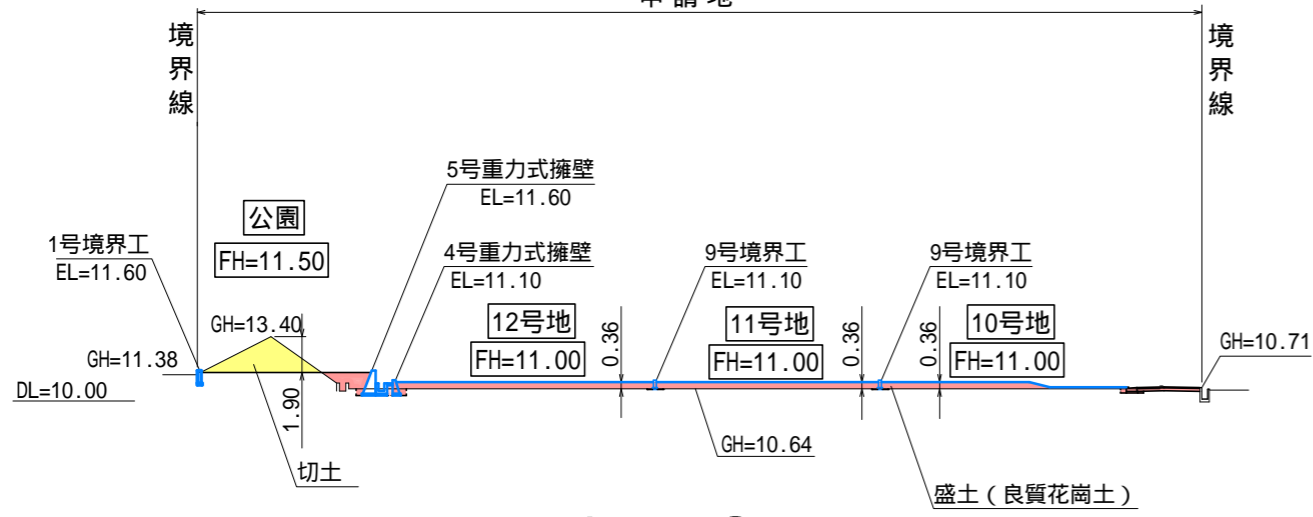 境界線
境界線
5号重力式擁壁
EL=11.60
公園
FH=11.50
1号境界工
EL=11.60
4号重力式擁壁
EL=11.10
9号境界工
EL=11.10
9号境界工
EL=11.10
12号地
FH=11.00
0.36
11号地
FH=11.00
0.36
0.36
10号地
FH=11.00
GH=13.40
GH=11.38
GH=10.71
DL=10.00
1.90
GH=10.64
切土
盛土（良質花崗土）